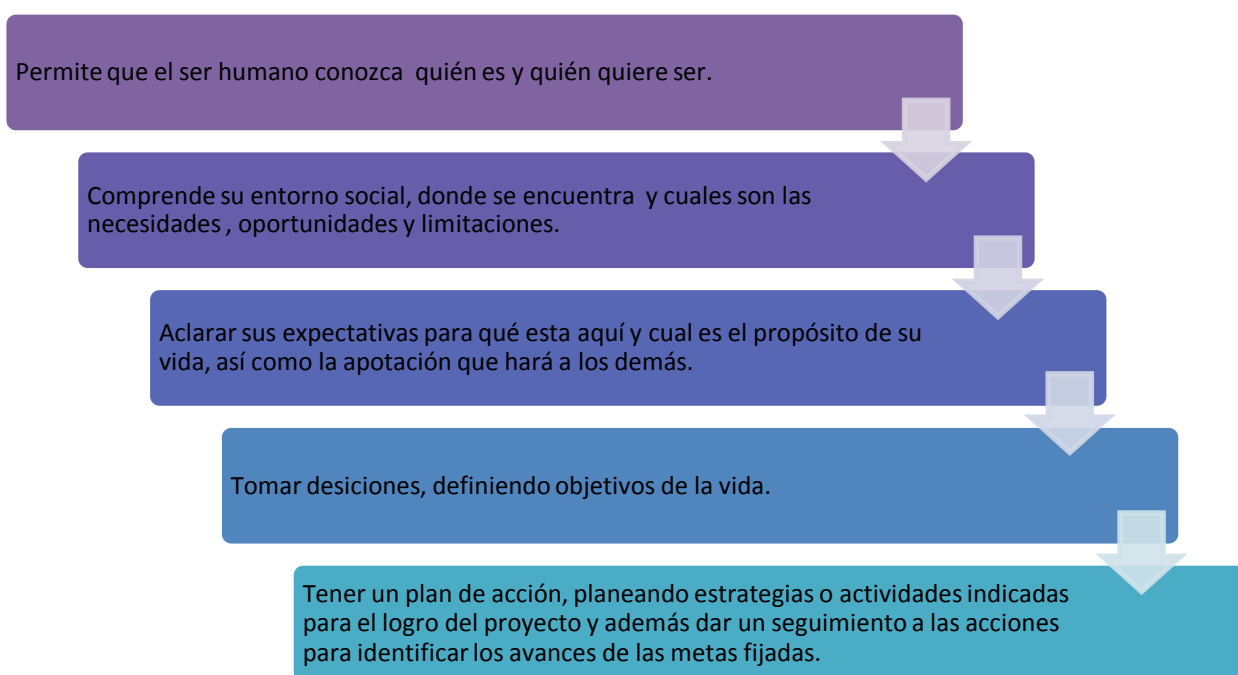 Permite que el ser humano conozca  quién es y quién quiere ser.
Comprende su entorno social, donde se encuentra  y cuales son las
necesidades , oportunidades y limitaciones.
Aclarar sus expectativas para qué esta aquí y cual es el propósito de su
vida, así como la apotación que hará a los demás.
Tomar desiciones, definiendo objetivos de la vida.
Tener un plan de acción, planeando estrategias o actividades indicadas
para el logro del proyecto y además dar un seguimiento a las acciones
para identificar los avances de las metas fijadas.